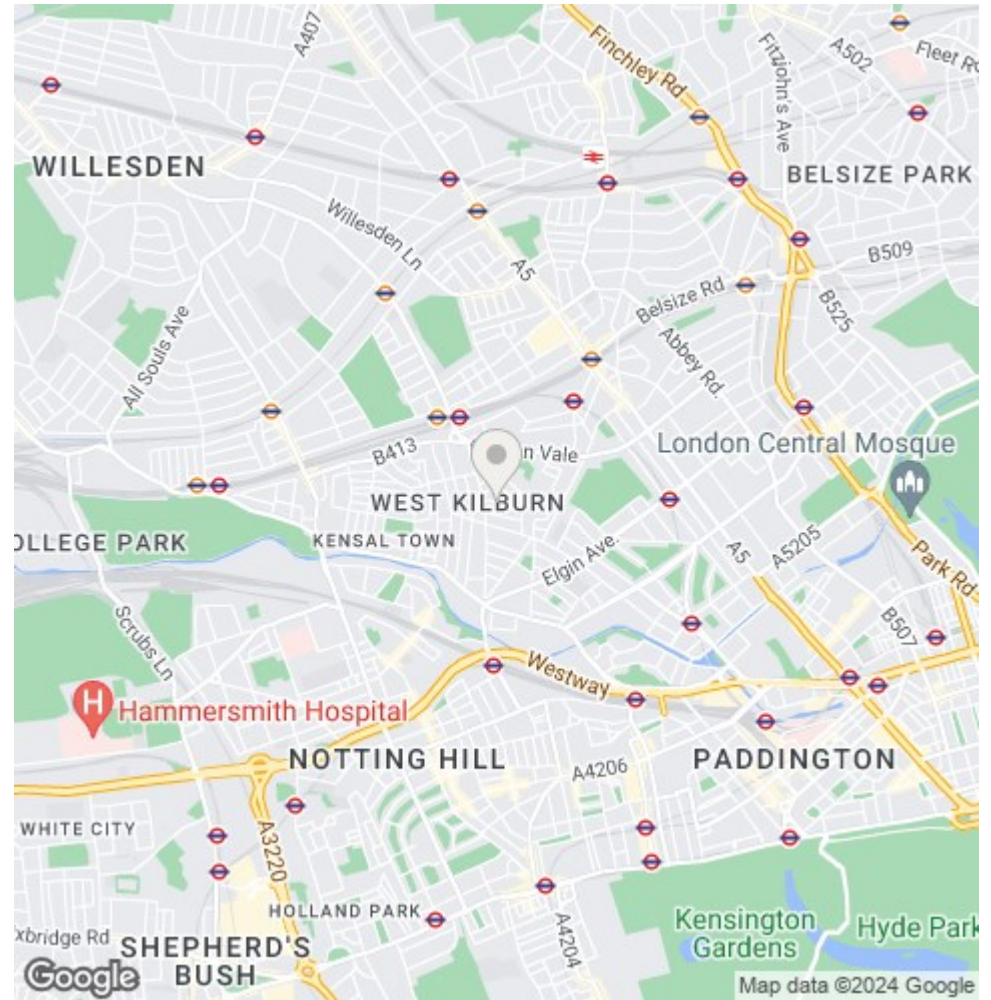 A407
Finchley Rd
Fitzjohn's Ave
A502
Fleet R
WILLESDEN
BELSIZE PARK
Willesden Ln
A5
B509
Belsize Rd
B525
All Souls Ave
Abbey Rd.
B413
n Vale
London Central Mosque
WEST KILBURN
OLLEGE PARK
KENSAL TOWN
Elgin Ave.
A5
A5205
Park Rd
Scrubs Ln
B507
Westway
H
Hammersmith Hospital
NOTTING HILL
A4206
PADDINGTON
WHITE CITY
A3220
HOLLAND PARK
A4204
Kensington
Gardens
Hyde Park
xbridge Rd
SHEPHERD'S
BUSH
Google
Map data ©2024 Google